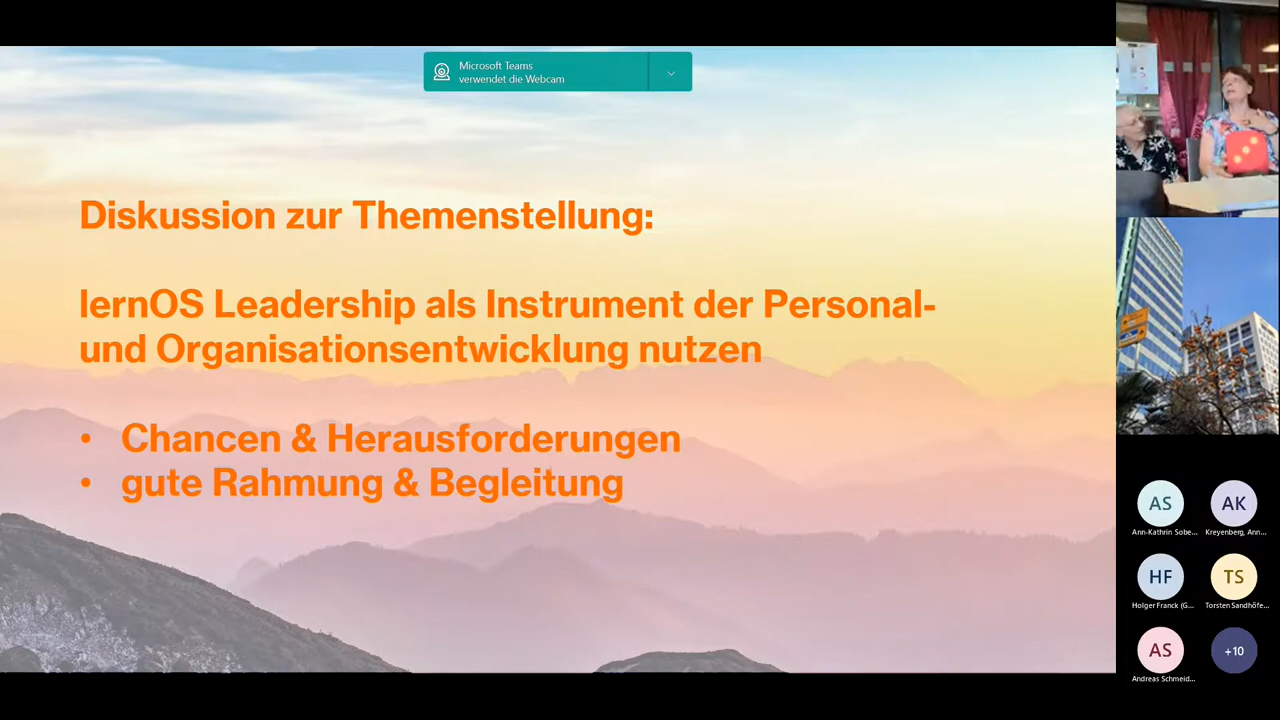 Microsoft Teams
verwendet die Webcam
Diskussion zur Themenstellung:
lernOS Leadership als Instrument der Personal-
und Organisationsentwicklung nutzen
• Chancen & Herausforderungen
• gute Rahmung & Begleitung
AS
AK
Ann-Kathrin Sobe...
Kreyenberg, Ann...
HF
TS
Holger Franck (G...
Torsten Sandhöfe...
AS
+10
Andreas Schmeid...